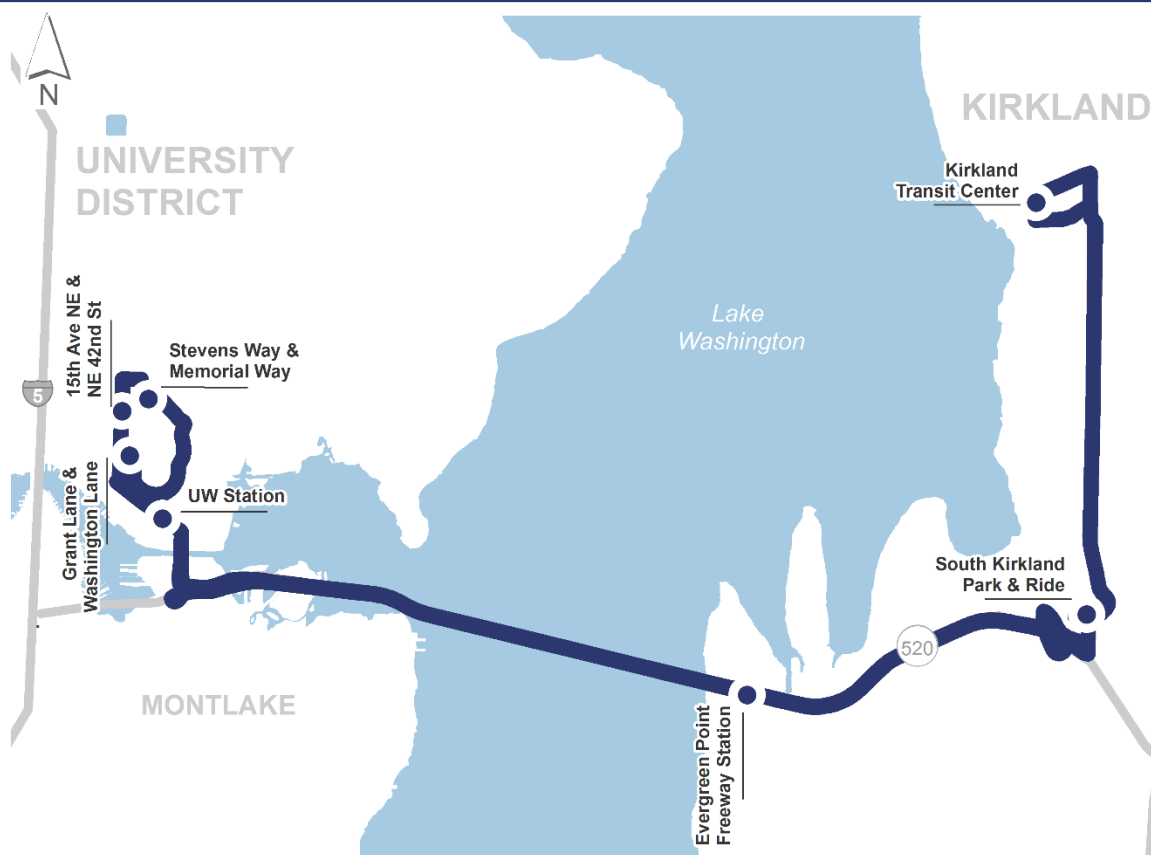 N
KIRKLAND
UNIVERSITY
DISTRICT
Kirkland
Transit Center
Lake
Washington
15th Ave NE &
NE 42nd St
Stevens Way &
Memorial Way
5
Grant Lane &
Washington Lane
UW Station
South Kirkland
Park & Ride
520
MONTLAKE
Evergreen Point
Freeway Station